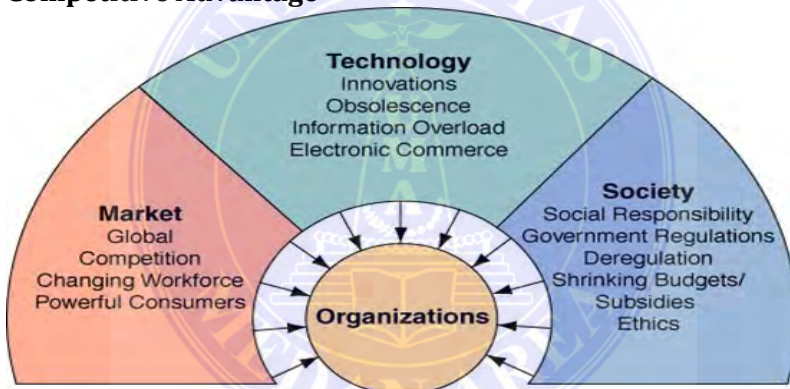 Competitive Advantage
Technology
Innovations
Obsolescence
Information Overload
Electronic Commerce
Market
Global
Competition
Changing Workforce
Powerful Consumers
Society
Social Responsibility
Government Regulations
Deregulation
Shrinking Budgets/
Subsidies
Ethics
Organizations